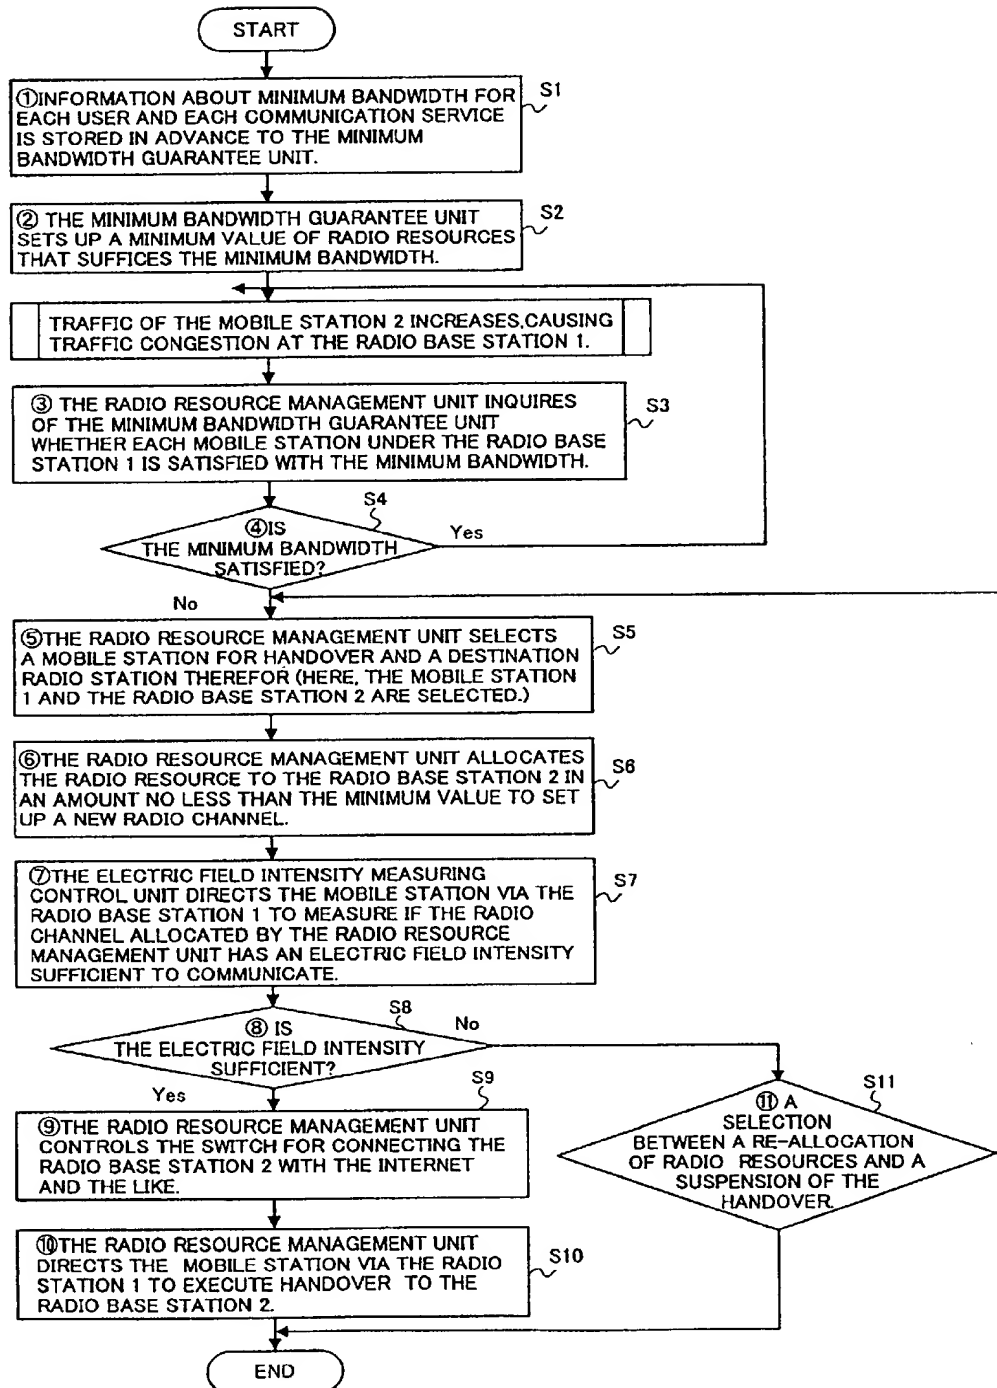 START
①INFORMATION ABOUT MINIMUM BANDWIDTH FOR
EACH USER AND EACH COMMUNICATION SERVICE
IS STORED IN ADVANCE TO THE MINIMUM
BANDWIDTH GUARANTEE UNIT.
S1
② THE MINIMUM BANDWIDTH GUARANTEE UNIT
SETS UP A MINIMUM VALUE OF RADIO RESOURCES
THAT SUFFICES THE MINIMUM BANDWIDTH.
S2
TRAFFIC OF THE MOBILE STATION 2 INCREASES,CAUSING
TRAFFIC CONGESTION AT THE RADIO BASE STATION 1.
③ THE RADIO RESOURCE MANAGEMENT UNIT INQUIRES
OF THE MINIMUM BANDWIDTH GUARANTEE UNIT
WHETHER EACH MOBILE STATION UNDER THE RADIO BASE
STATION 1 IS SATISFIED WITH THE MINIMUM BANDWIDTH.
S3
S4
④IS
THE MINIMUM BANDWIDTH
SATISFIED?
Yes
No
⑤THE RADIO RESOURCE MANAGEMENT UNIT SELECTS
A MOBILE STATION FOR HANDOVER AND A DESTINATION
RADIO STATION THEREFOR (HERE, THE MOBILE STATION
1 AND THE RADIO BASE STATION 2 ARE SELECTED.)
S5
⑥THE RADIO RESOURCE MANAGEMENT UNIT ALLOCATES
THE RADIO RESOURCE TO THE RADIO BASE STATION 2 IN
AN AMOUNT NO LESS THAN THE MINIMUM VALUE TO SET
UP A NEW RADIO CHANNEL.
S6
⑦THE ELECTRIC FIELD INTENSITY MEASURING
CONTROL UNIT DIRECTS THE MOBILE STATION VIA THE
RADIO BASE STATION 1 TO MEASURE IF THE RADIO
CHANNEL ALLOCATED BY THE RADIO RESOURCE
MANAGEMENT UNIT HAS AN ELECTRIC FIELD INTENSITY
SUFFICIENT TO COMMUNICATE.
S7
S8
⑧ IS
THE ELECTRIC FIELD INTENSITY
SUFFICIENT?
No
Yes
S9
⑨THE RADIO RESOURCE MANAGEMENT UNIT
CONTROLS THE SWITCH FOR CONNECTING THE
RADIO BASE STATION 2 WITH THE INTERNET
AND THE LIKE.
S11
⑪ A
SELECTION
BETWEEN A RE-ALLOCATION
OF RADIO RESOURCES AND A
SUSPENSION OF THE
HANDOVER.
⑩THE RADIO RESOURCE MANAGEMENT UNIT
DIRECTS THE MOBILE STATION VIA THE RADIO
STATION 1 TO EXECUTE HANDOVER TO THE
RADIO BASE STATION 2.
S10
END